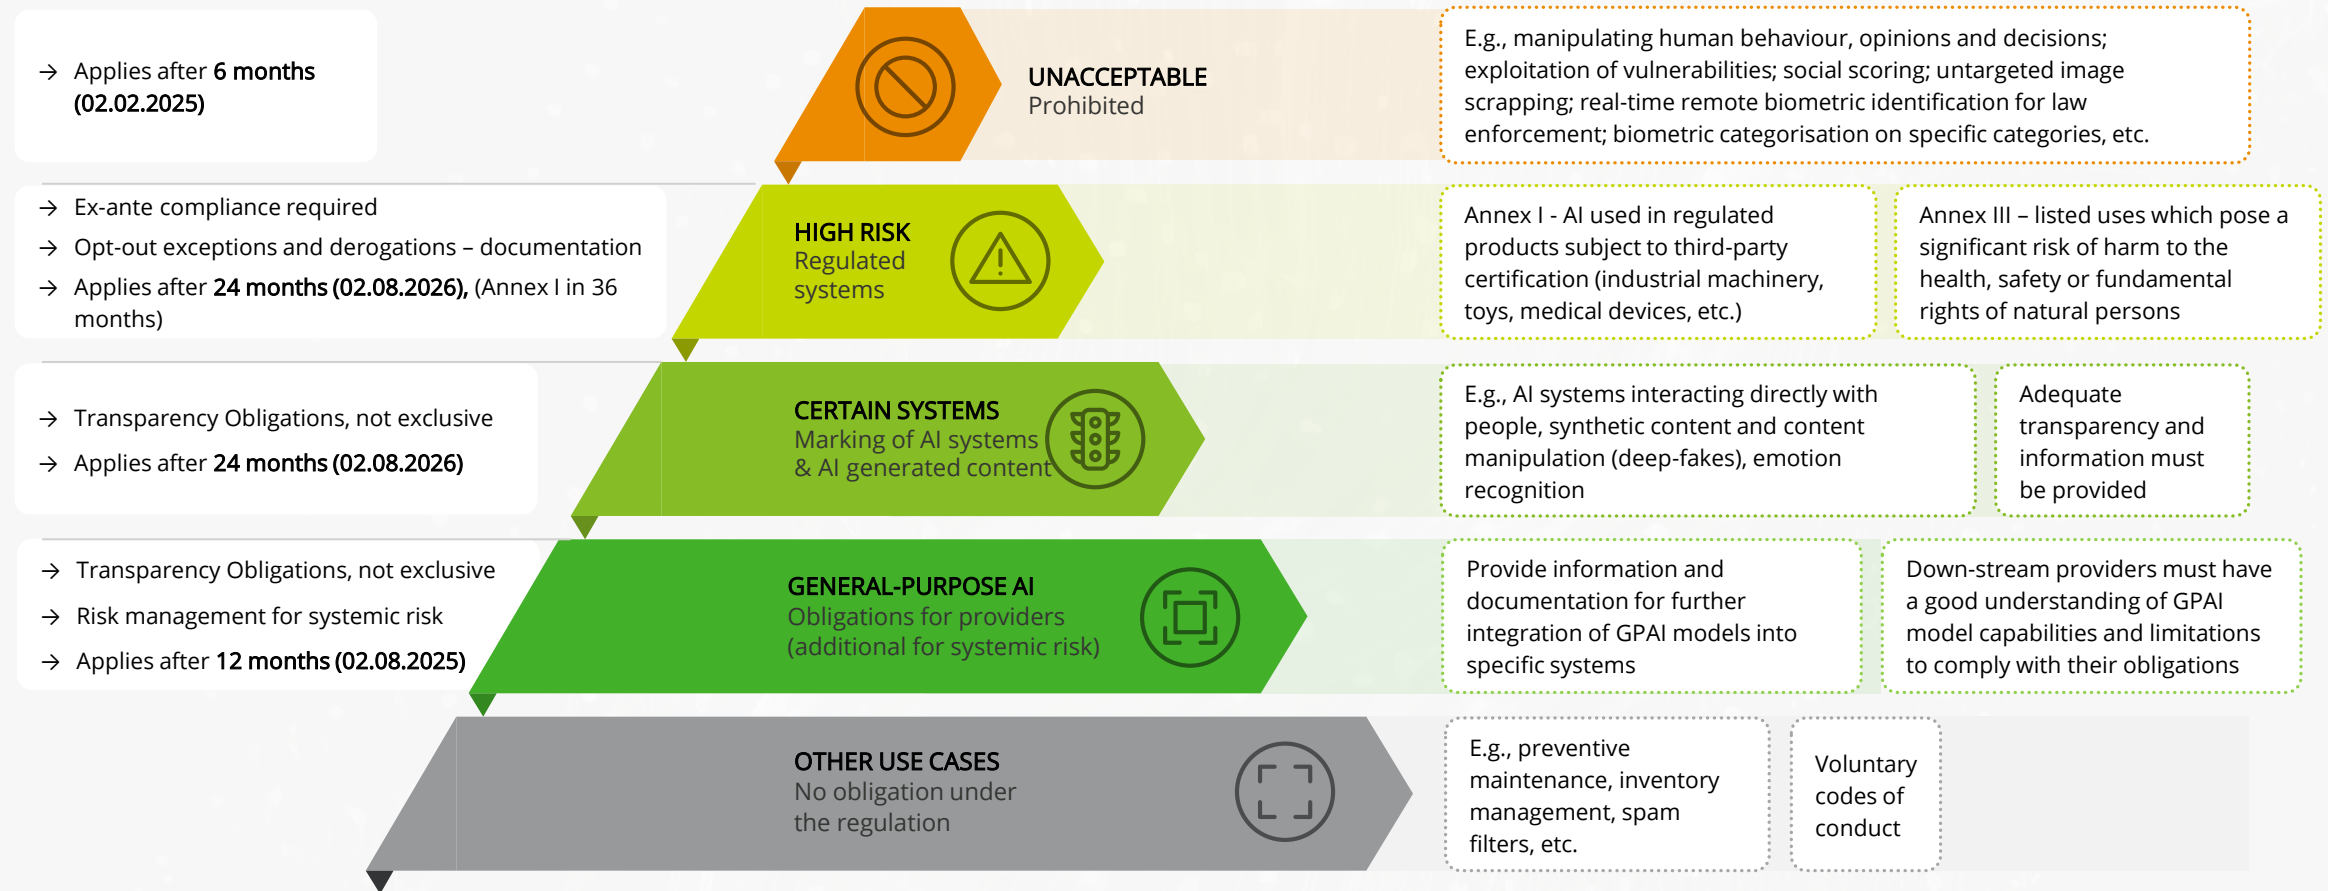 → Applies after 6 months
(02.02.2025)
UNACCEPTABLE
Prohibited
E.g., manipulating human behaviour, opinions and decisions;
exploitation of vulnerabilities; social scoring; untargeted image
scrapping; real-time remote biometric identification for law
enforcement; biometric categorisation on specific categories, etc.
→ Ex-ante compliance required
→ Opt-out exceptions and derogations – documentation
→ Applies after 24 months (02.08.2026), (Annex I in 36
months)
HIGH RISK
Regulated
systems
Annex I - AI used in regulated
products subject to third-party
certification (industrial machinery,
toys, medical devices, etc.)
Annex III – listed uses which pose a
significant risk of harm to the
health, safety or fundamental
rights of natural persons
→ Transparency Obligations, not exclusive
→ Applies after 24 months (02.08.2026)
CERTAIN SYSTEMS
Marking of AI systems
& AI generated content
E.g., AI systems interacting directly with
people, synthetic content and content
manipulation (deep-fakes), emotion
recognition
Adequate
transparency and
information must
be provided
→ Transparency Obligations, not exclusive
→ Risk management for systemic risk
→ Applies after 12 months (02.08.2025)
GENERAL-PURPOSE AI
Obligations for providers
(additional for systemic risk)
Provide information and
documentation for further
integration of GPAI models into
specific systems
Down-stream providers must have
a good understanding of GPAI
model capabilities and limitations
to comply with their obligations
OTHER USE CASES
No obligation under
the regulation
E.g., preventive
maintenance, inventory
management, spam
filters, etc.
Voluntary
codes of
conduct